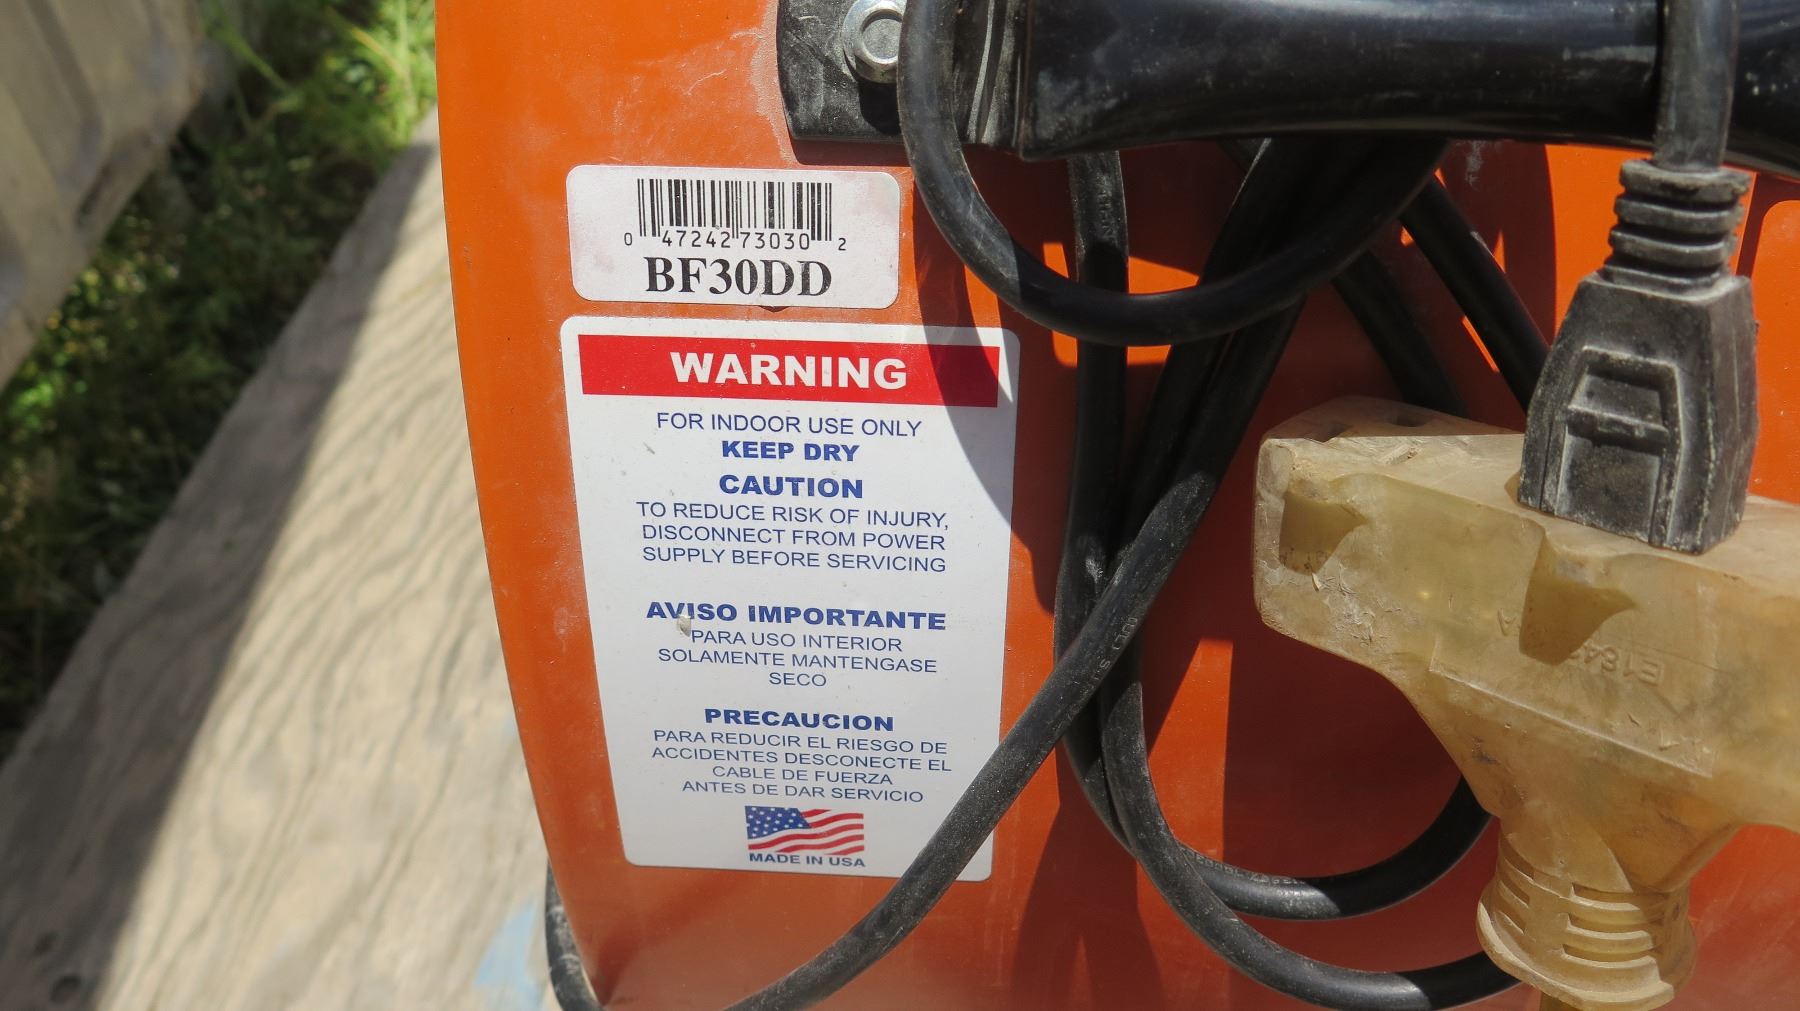 0 47242 73030 2
BF30DD
WARNING
FOR INDOOR USE ONLY
KEEP DRY
CAUTION
TO REDUCE RISK OF INJURY,
DISCONNECT FROM POWER
SUPPLY BEFORE SERVICING
AVISO IMPORTANTE
PARA USO INTERIOR
SOLAMENTE MANTENGASE
SECO
PRECAUCION
PARA REDUCIR EL RIESGO DE
ACCIDENTES DESCONECTE EL
CABLE DE FUERZA
ANTES DE DAR SERVICIO
MADE IN USA